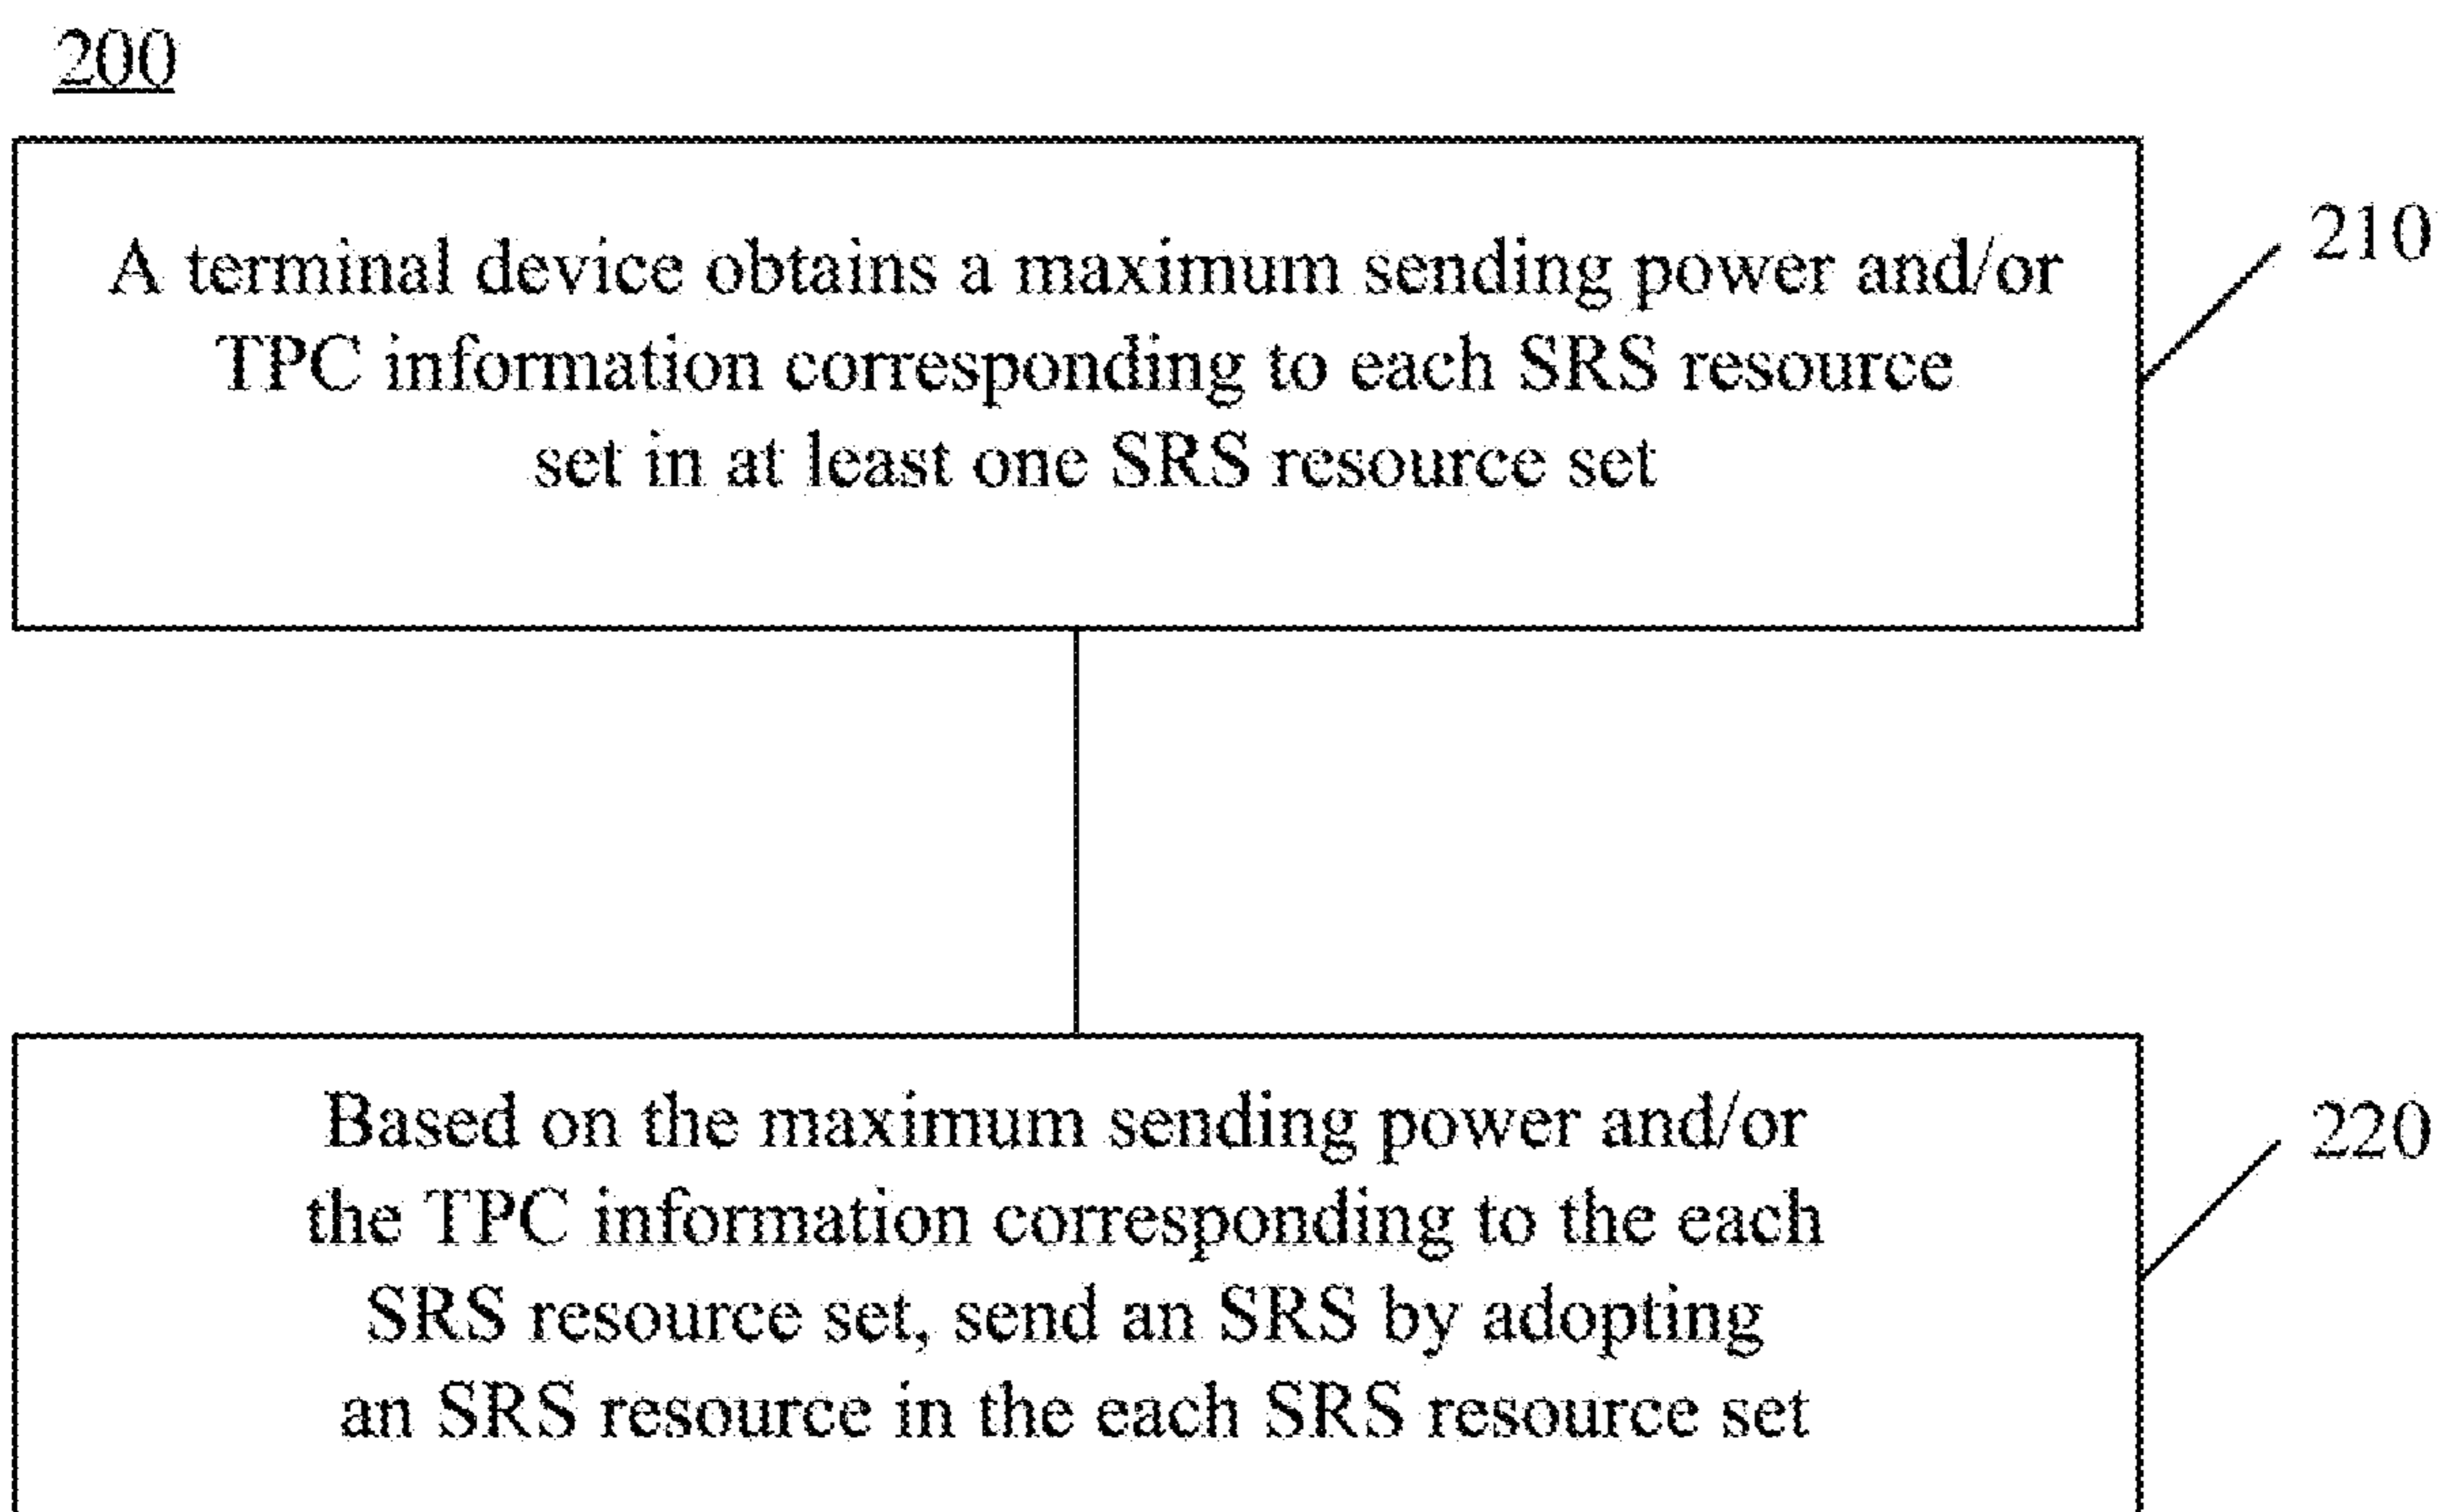 200
A terminal device obtains a maximum sending power and/or
TPC information corresponding to each SRS resource
set in at least one SRS resource set
210
Based on the maximum sending power and/or
the TPC information corresponding to the each
SRS resource set, send an SRS by adopting
an SRS resource in the each SRS resource set
220